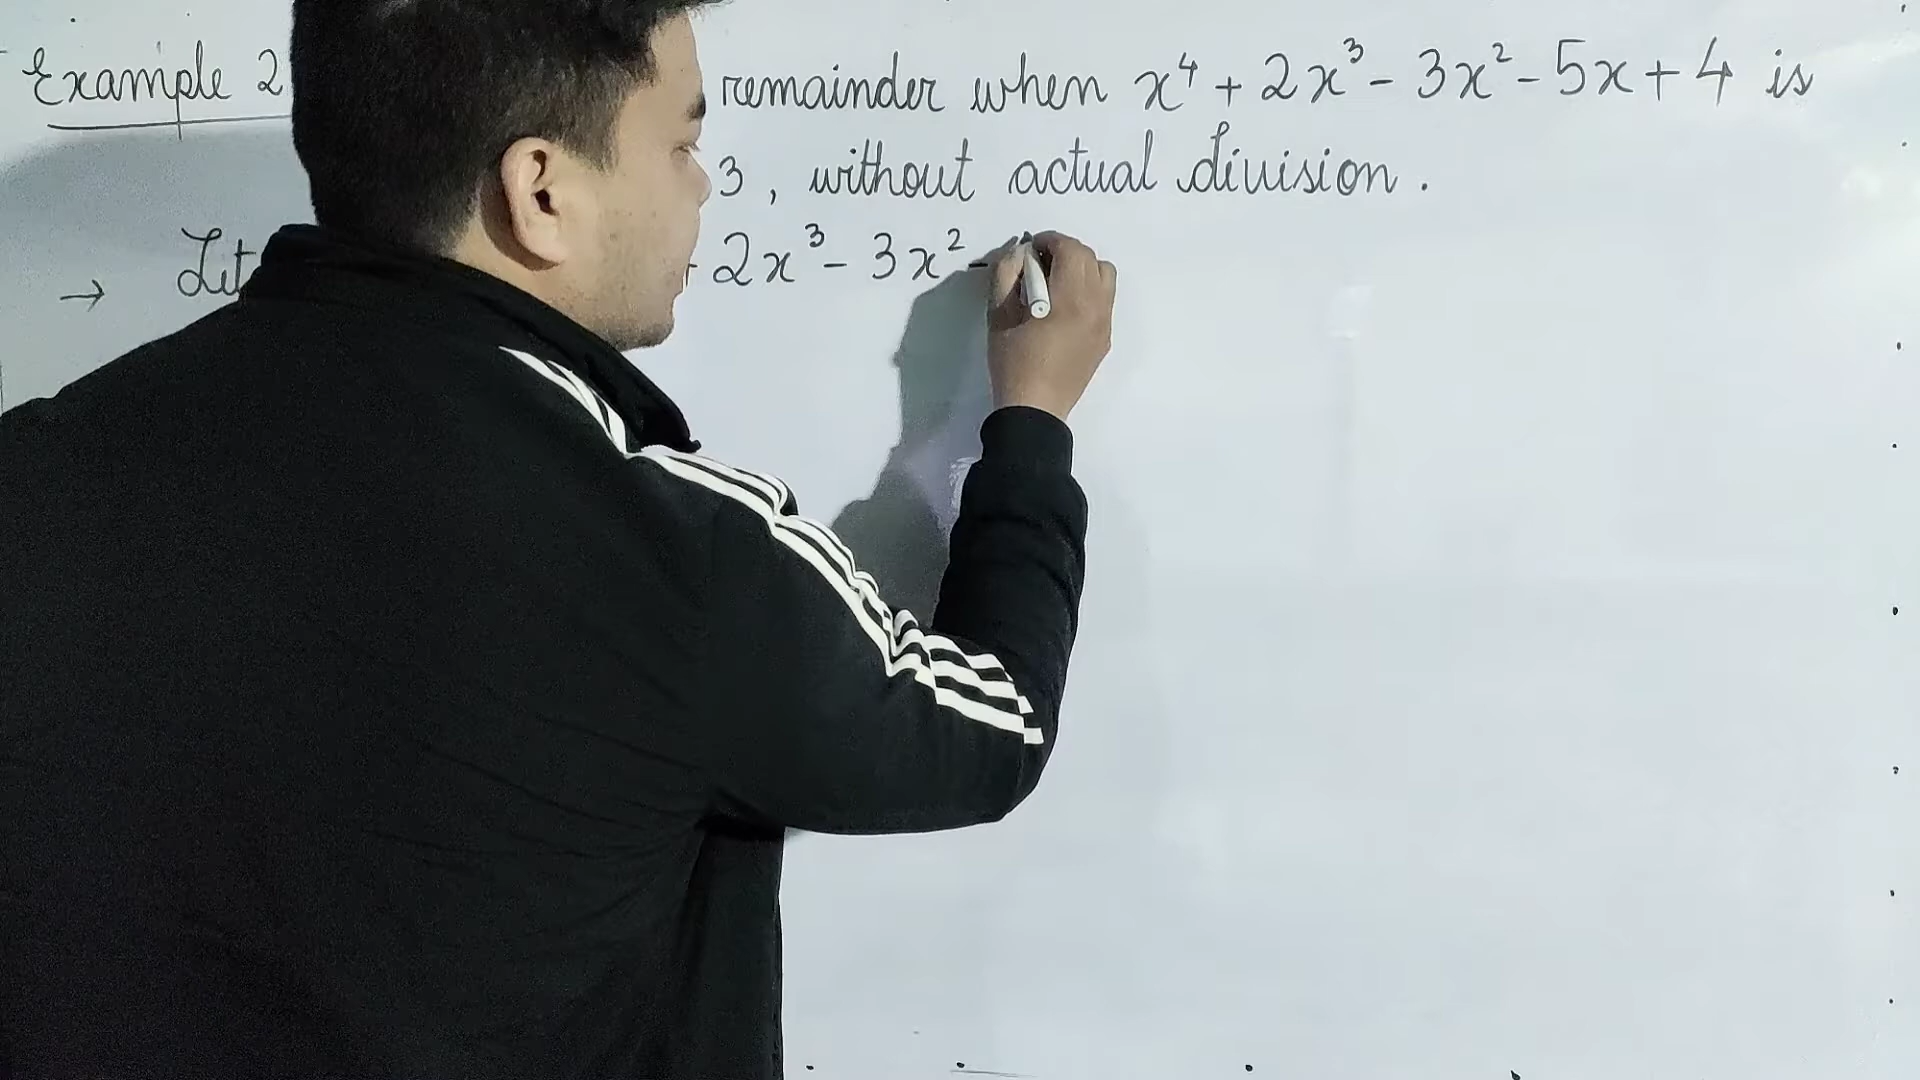 Example 2 remainder when x⁴ + 2x³ - 3x² - 5x + 4 is
3, without actual division.
→ Let 2x³ - 3x² -